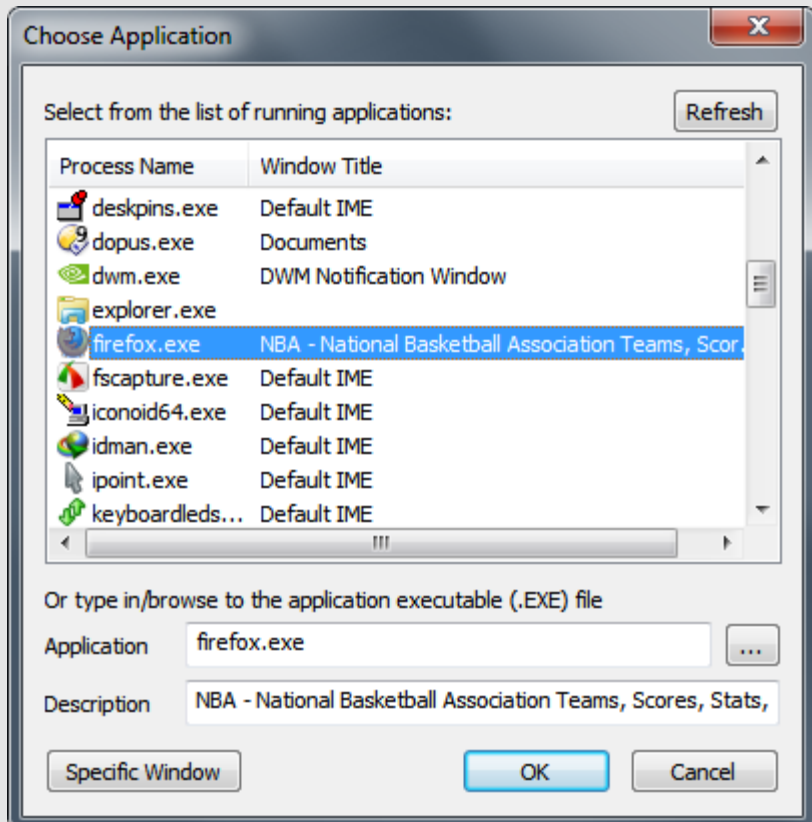 Choose Application
Select from the list of running applications: Refresh
Process Name Window Title
deskpins.exe Default IME
dopus.exe Documents
dwm.exe DWM Notification Window
explorer.exe
firefox.exe NBA - National Basketball Association Teams, Scor.
fscapture.exe Default IME
iconoid64.exe Default IME
idman.exe Default IME
ipoint.exe Default IME
keyboardleds... Default IME
Or type in/browse to the application executable (.EXE) file
Application firefox.exe ...
Description NBA - National Basketball Association Teams, Scores, Stats,
Specific Window OK Cancel